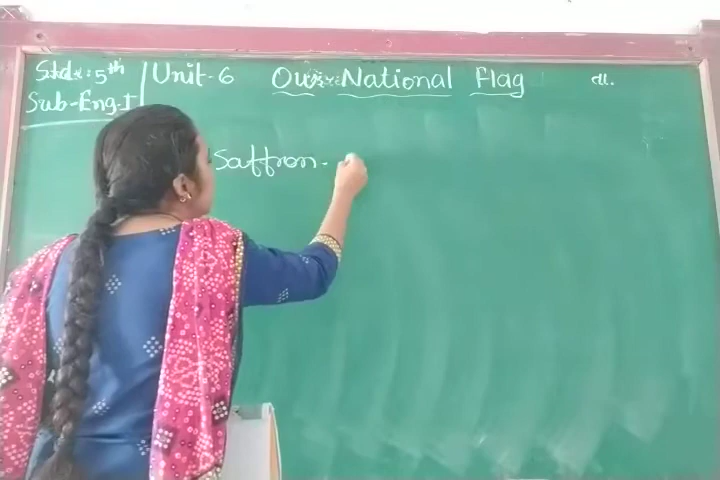 Std:: 5th Unit-6 Our National Flag તા.
Sub-Eng-I
Saffron -